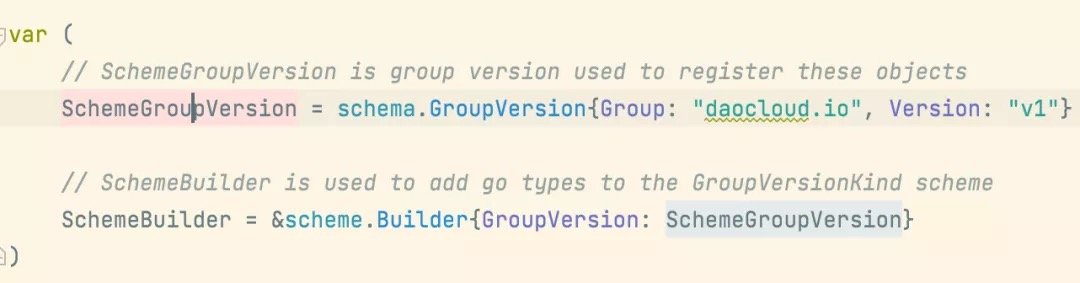 var (
// SchemeGroupVersion is group version used to register these objects
SchemeGroupVersion = schema.GroupVersion{Group: "daocloud.io", Version: "v1"}
// SchemeBuilder is used to add go types to the GroupVersionKind scheme
SchemeBuilder = &scheme.Builder{GroupVersion: SchemeGroupVersion}
)